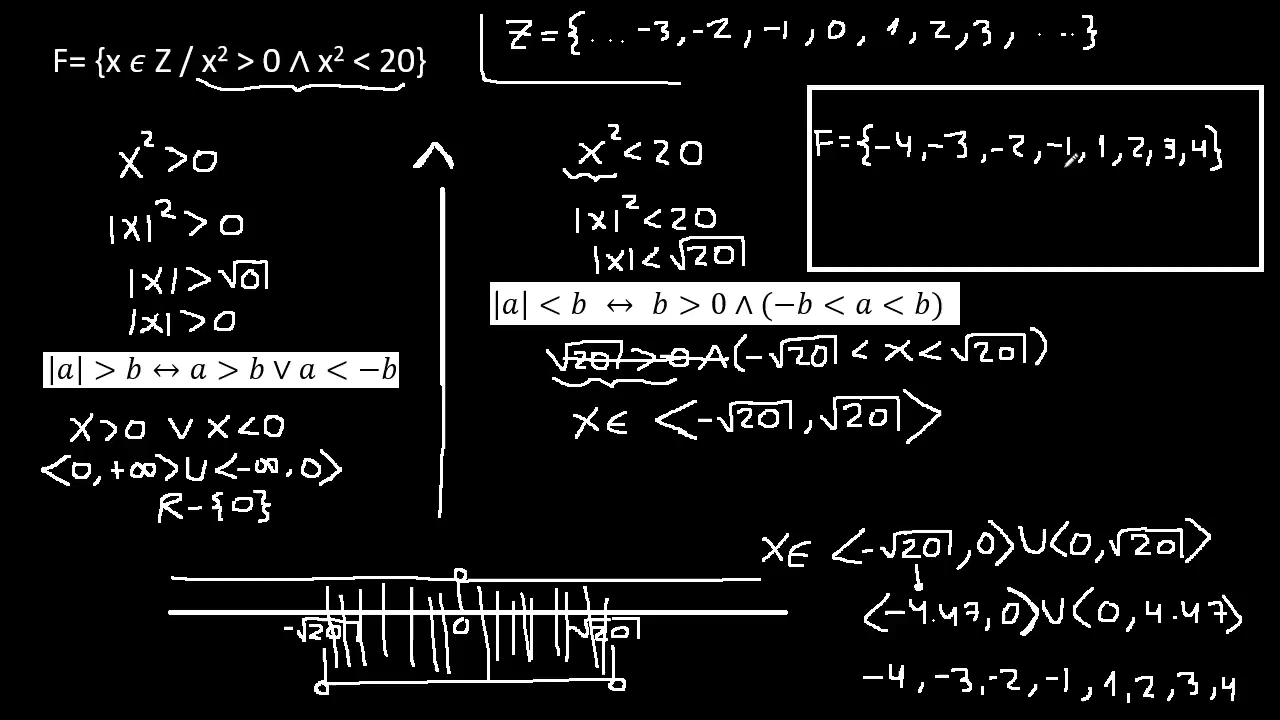 F= {x ϵ Z / x² > 0 ∧ x² < 20}
Z = {... -3, -2, -1, 0, 1, 2, 3, ...}
F = {-4, -3, -2, -1, 1, 2, 3, 4}
x² > 0
|x|² > 0
|x| > √0
|x| > 0
|a| > b ↔ a > b ∨ a < −b
x > 0 ∨ x < 0
<0, +∞> ∪ <-∞, 0>
R - {0}
∧
x² < 20
|x|² < 20
|x| < √20
|a| < b ↔ b > 0 ∧ (−b < a < b)
√20 > 0 ∧ (-√20 < x < √20)
x ∈ <-√20, √20>
0
-√20
√20
x ∈ <-√20, 0> ∪ <0, √20>
<-4.47, 0> ∪ <0, 4.47>
-4, -3, -2, -1, 1, 2, 3, 4